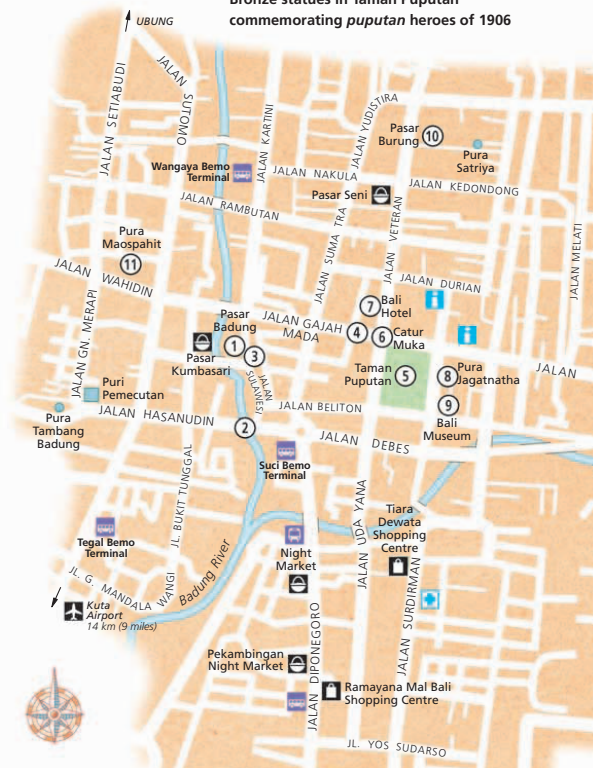 Bronze statues in Taman Puputan
commemorating puputan heroes of 1906
UBUNG
JALAN SETIABUDI
JALAN SUTOMO
JALAN KARTINI
JALAN YUDISTIRA
Pasar
Burung
10
Pura
Satriya
Wangaya Bemo
Terminal
JALAN NAKULA
JALAN KEDONDONG
Pasar Seni
JALAN RAMBUTAN
JALAN SUMA TRA
JALAN VETERAN
JALAN MELATI
Pura
Maospahit
11
JALAN WAHIDIN
JALAN DURIAN
JALAN GN. MERAPI
7
Bali
Hotel
Pasar
Badung
JALAN GAJAH
MADA
4
6
Catur
Muka
1
3
Pasar
Kumbasari
JALAN
SULAWESI
Taman
Puputan
5
8
Pura
Jagatnatha
JALAN
Puri
Pemecutan
9
Bali
Museum
JALAN BELITON
Pura
Tambang
Badung
JALAN HASANUDIN
2
JALAN DEBES
Suci Bemo
Terminal
JL. BUKIT TUNGGAL
JALAN UDA YANA
Tiara
Dewata
Shopping
Centre
Tegal Bemo
Terminal
Night
Market
Badung River
JL. G. MANDALA WANGI
Kuta
Airport
14 km (9 miles)
JALAN SURDIRMAN
JALAN DIPONEGORO
Pekambingan
Night Market
Ramayana Mal Bali
Shopping Centre
JL. YOS SUDARSO